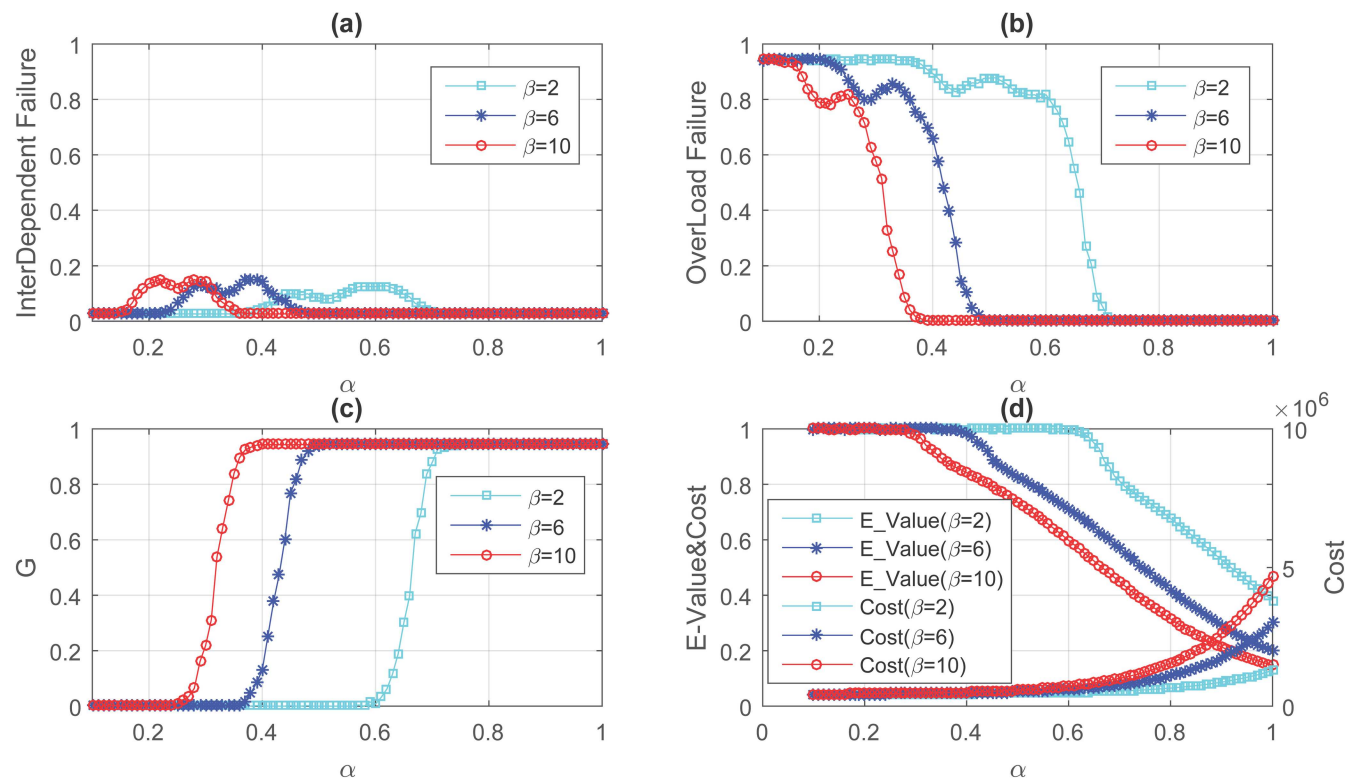 (a)
InterDependent Failure
1
0.8
0.6
0.4
0.2
0
0.2
0.4
0.6
0.8
1
α
β=2
β=6
β=10
(b)
OverLoad Failure
1
0.8
0.6
0.4
0.2
0
0.2
0.4
0.6
0.8
1
α
β=2
β=6
β=10
(c)
G
1
0.8
0.6
0.4
0.2
0
0.2
0.4
0.6
0.8
1
α
β=2
β=6
β=10
(d)
×10⁶
E-Value&Cost
1
0.8
0.6
0.4
0.2
0
0
0.2
0.4
0.6
0.8
1
α
10
5
0
Cost
E_Value(β=2)
E_Value(β=6)
E_Value(β=10)
Cost(β=2)
Cost(β=6)
Cost(β=10)